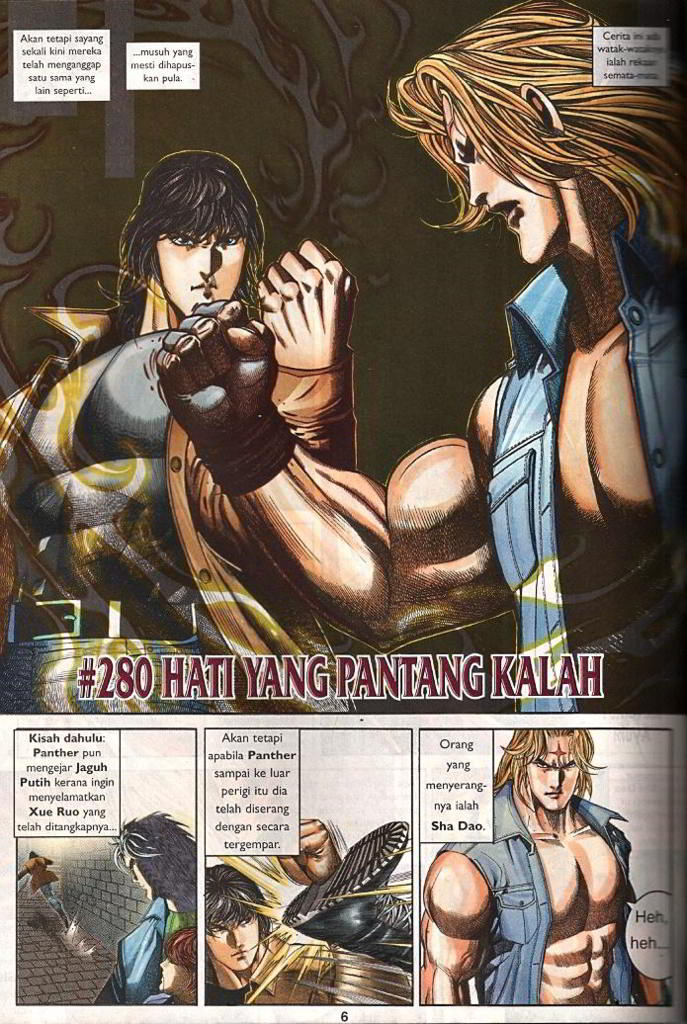 Akan tetapi sayang
sekali kini mereka
telah menganggap
satu sama yang
lain seperti...
...musuh yang
mesti dihapus-
kan pula.
Cerita ini ada
watak-wataknya
ialah rekaan
semata-mata.
#280 HATI YANG PANTANG KALAH
Kisah dahulu:
Panther pun
mengejar Jaguh
Putih kerana ingin
menyelamatkan
Xue Ruo yang
telah ditangkapnya...
Akan tetapi
apabila Panther
sampai ke luar
perigi itu dia
telah diserang
dengan secara
tergempar.
Orang
yang
menyerang-
nya ialah
Sha Dao.
Heh,
heh...
6